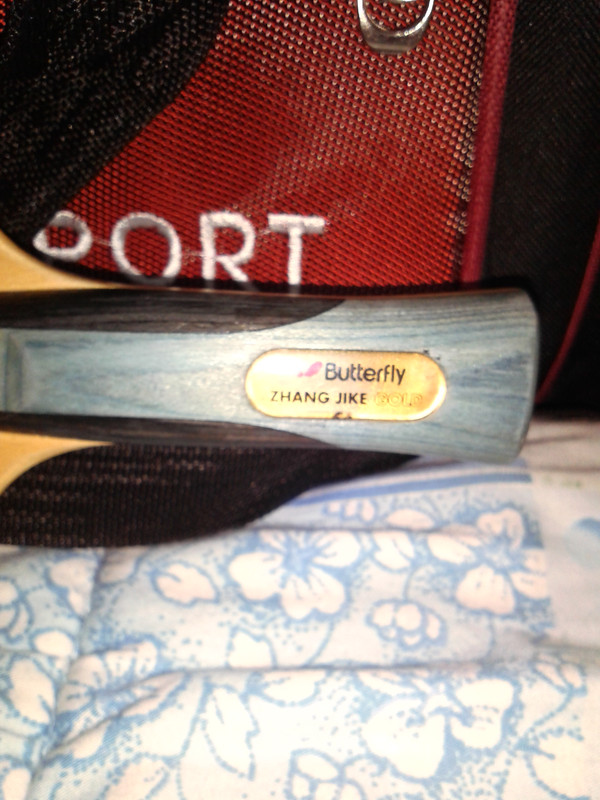 PORT
Butterfly
ZHANG JIKE GOLD